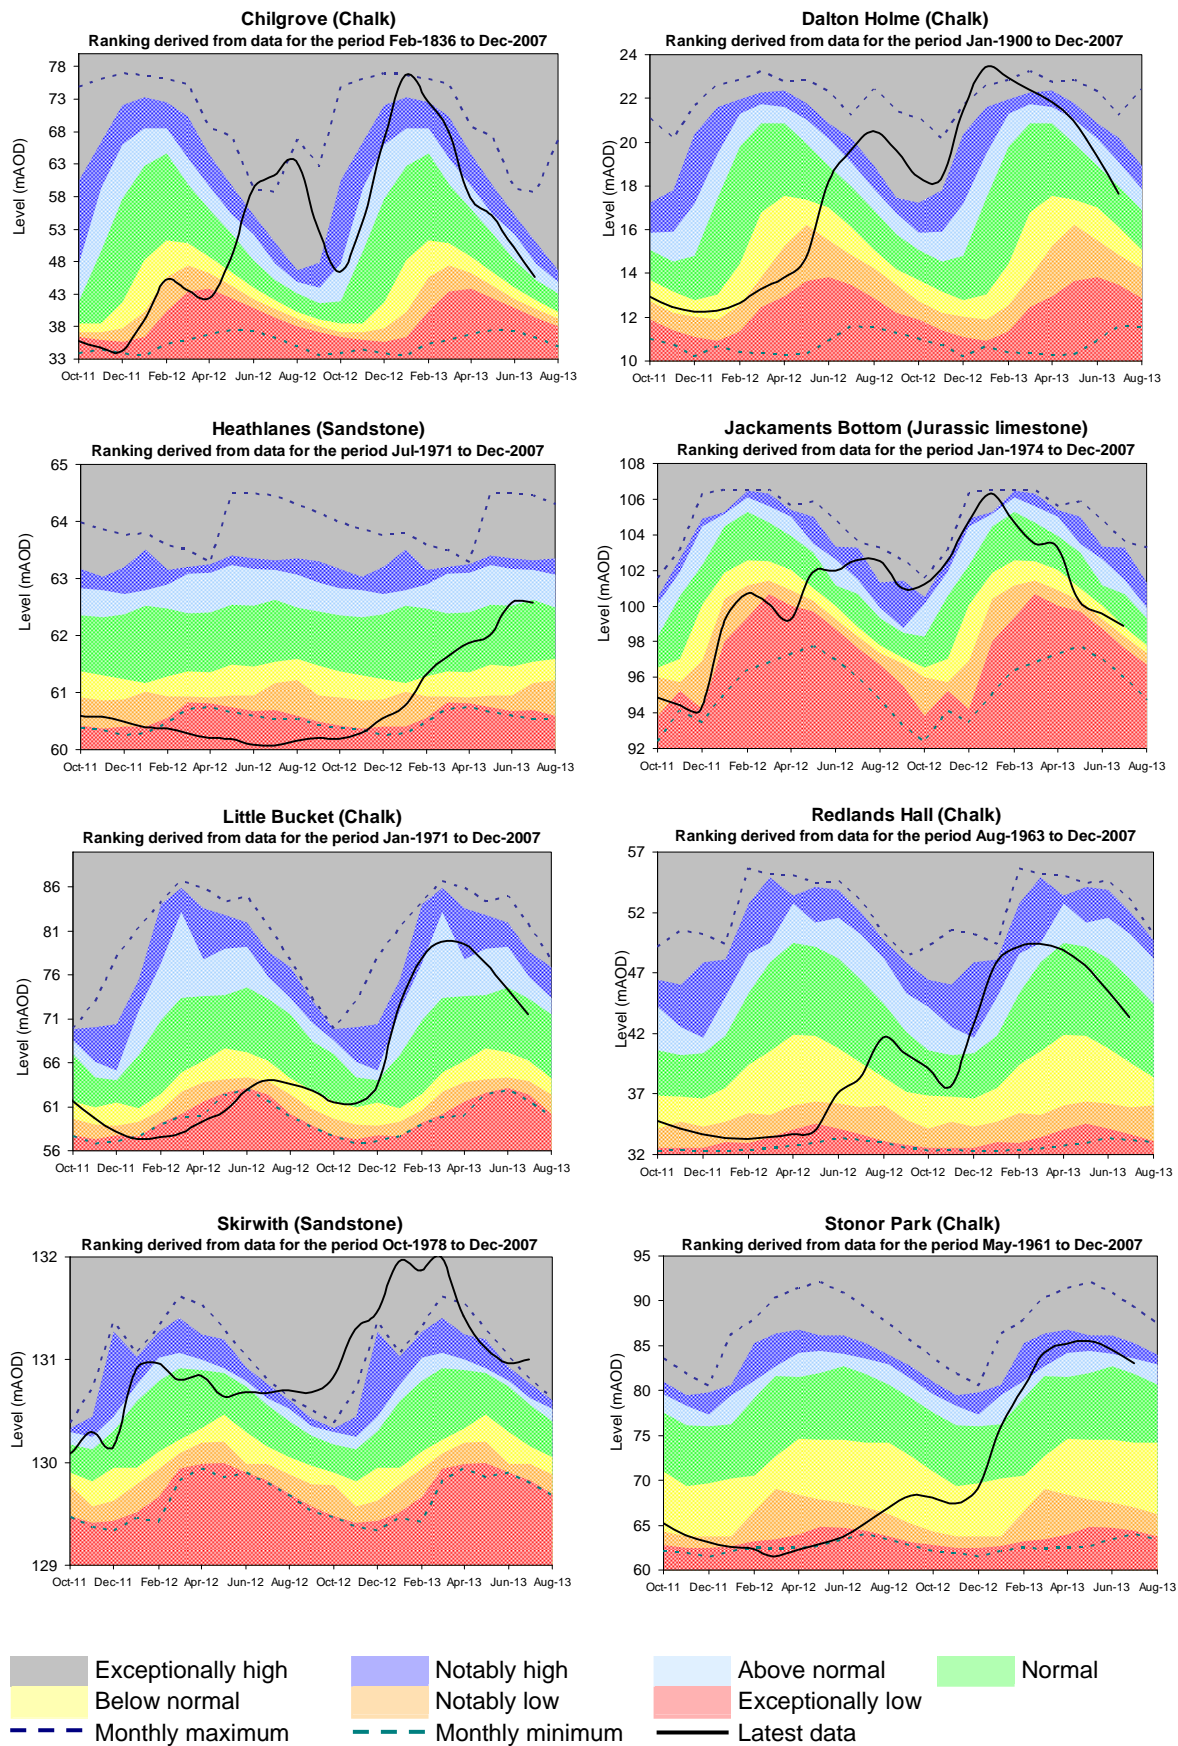 Chilgrove (Chalk)
Ranking derived from data for the period Feb-1836 to Dec-2007
Level (mAOD)
78
73
68
63
58
53
48
43
38
33
Oct-11 Dec-11 Feb-12 Apr-12 Jun-12 Aug-12 Oct-12 Dec-12 Feb-13 Apr-13 Jun-13 Aug-13
Dalton Holme (Chalk)
Ranking derived from data for the period Jan-1900 to Dec-2007
Level (mAOD)
24
22
20
18
16
14
12
10
Oct-11 Dec-11 Feb-12 Apr-12 Jun-12 Aug-12 Oct-12 Dec-12 Feb-13 Apr-13 Jun-13 Aug-13
Heathlanes (Sandstone)
Ranking derived from data for the period Jul-1971 to Dec-2007
Level (mAOD)
65
64
63
62
61
60
Oct-11 Dec-11 Feb-12 Apr-12 Jun-12 Aug-12 Oct-12 Dec-12 Feb-13 Apr-13 Jun-13 Aug-13
Jackaments Bottom (Jurassic limestone)
Ranking derived from data for the period Jan-1974 to Dec-2007
Level (mAOD)
108
106
104
102
100
98
96
94
92
Oct-11 Dec-11 Feb-12 Apr-12 Jun-12 Aug-12 Oct-12 Dec-12 Feb-13 Apr-13 Jun-13 Aug-13
Little Bucket (Chalk)
Ranking derived from data for the period Jan-1971 to Dec-2007
Level (mAOD)
86
81
76
71
66
61
56
Oct-11 Dec-11 Feb-12 Apr-12 Jun-12 Aug-12 Oct-12 Dec-12 Feb-13 Apr-13 Jun-13 Aug-13
Redlands Hall (Chalk)
Ranking derived from data for the period Aug-1963 to Dec-2007
Level (mAOD)
57
52
47
42
37
32
Oct-11 Dec-11 Feb-12 Apr-12 Jun-12 Aug-12 Oct-12 Dec-12 Feb-13 Apr-13 Jun-13 Aug-13
Skirwith (Sandstone)
Ranking derived from data for the period Oct-1978 to Dec-2007
Level (mAOD)
132
131
130
129
Oct-11 Dec-11 Feb-12 Apr-12 Jun-12 Aug-12 Oct-12 Dec-12 Feb-13 Apr-13 Jun-13 Aug-13
Stonor Park (Chalk)
Ranking derived from data for the period May-1961 to Dec-2007
Level (mAOD)
95
90
85
80
75
70
65
60
Oct-11 Dec-11 Feb-12 Apr-12 Jun-12 Aug-12 Oct-12 Dec-12 Feb-13 Apr-13 Jun-13 Aug-13
Exceptionally high Notably high Above normal Normal
Below normal Notably low Exceptionally low
Monthly maximum Monthly minimum Latest data